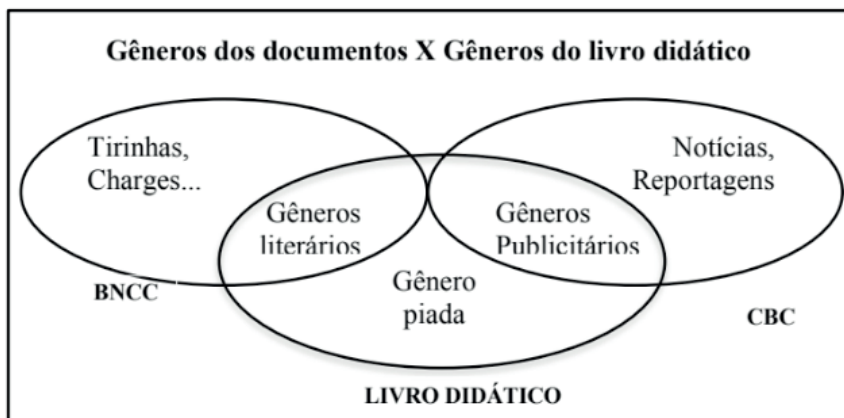 Gêneros dos documentos X Gêneros do livro didático
Tirinhas,
Charges...
Notícias,
Reportagens
Gêneros
literários
Gêneros
Publicitários
Gênero
piada
BNCC
CBC
LIVRO DIDÁTICO